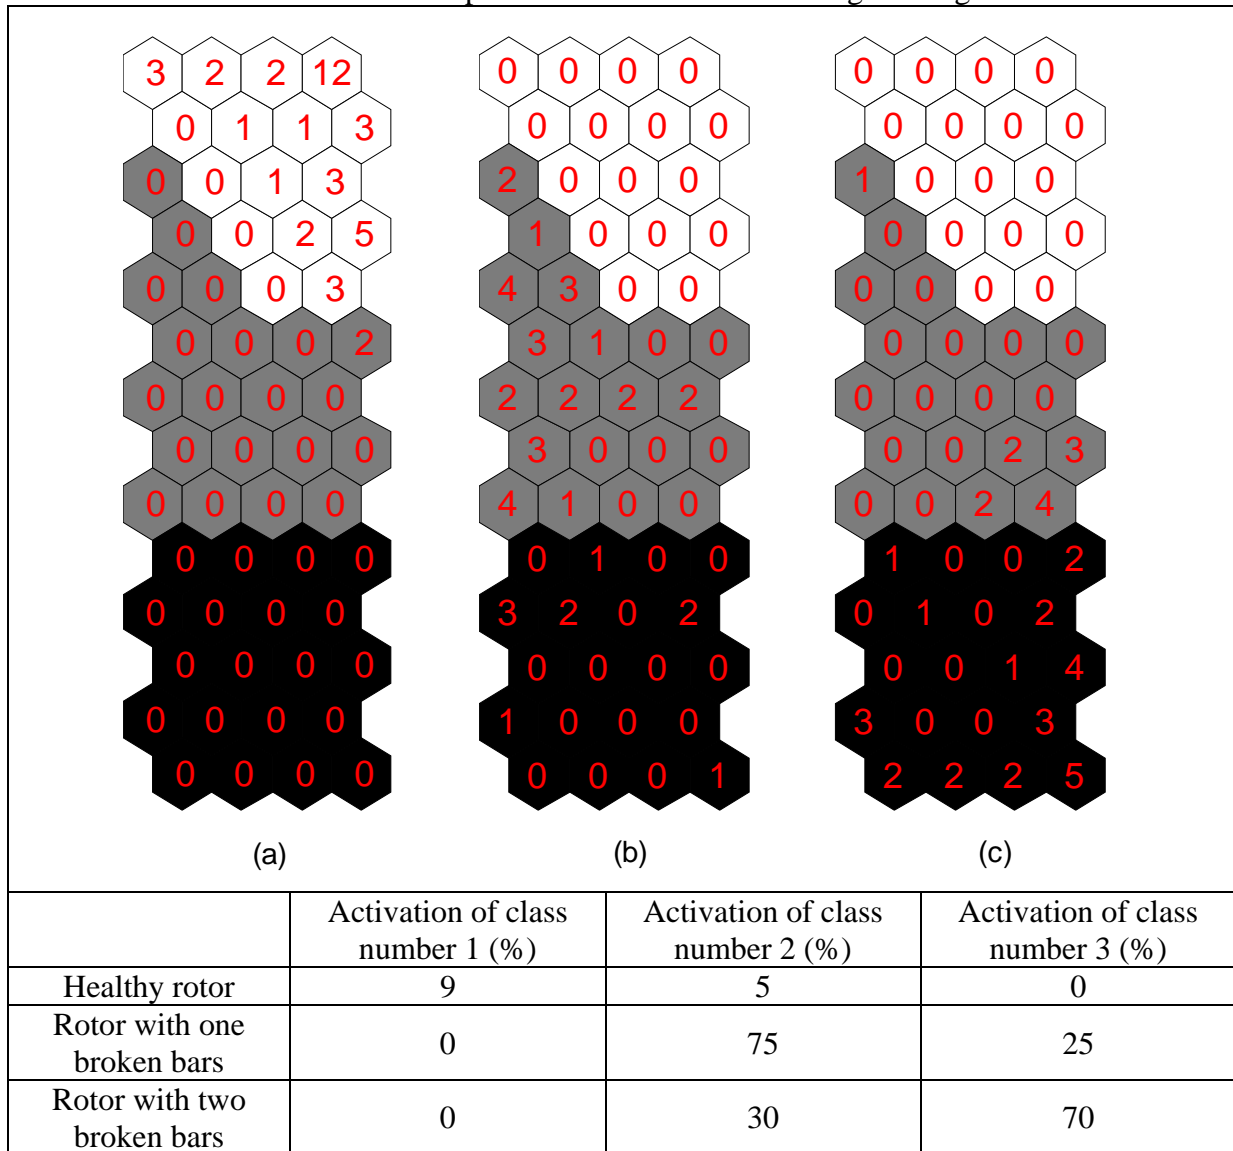 3 2 2 12 0 0 0 0 0 0 0 0
0 1 1 3 0 0 0 0 0 0 0 0
0 0 1 3 2 0 0 0 1 0 0 0
0 0 2 5 1 0 0 0 0 0 0 0
0 0 0 3 4 3 0 0 0 0 0 0
0 0 0 2 3 1 0 0 0 0 0 0
0 0 0 0 2 2 2 2 0 0 0 0
0 0 0 0 3 0 0 0 0 0 2 3
0 0 0 0 4 1 0 0 0 0 2 4
0 0 0 0 0 1 0 0 1 0 0 2
0 0 0 0 3 2 0 2 0 1 0 2
0 0 0 0 0 0 0 0 0 0 1 4
0 0 0 0 1 0 0 0 3 0 0 3
0 0 0 0 0 0 0 1 2 2 2 5
(a) (b) (c)
Activation of class number 1 (%)
Activation of class number 2 (%)
Activation of class number 3 (%)
Healthy rotor 9 5 0
Rotor with one broken bars 0 75 25
Rotor with two broken bars 0 30 70